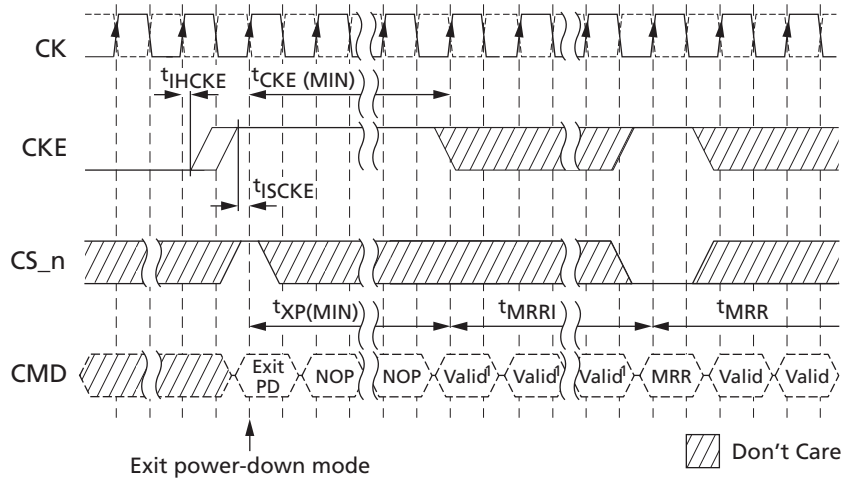 CK
tIHCKE
tCKE (MIN)
CKE
tISCKE
CS_n
tXP(MIN)
tMRRI
tMRR
CMD
Exit PD
NOP
NOP
Valid1
Valid1
Valid1
MRR
Valid
Valid
Exit power-down mode
Don't Care